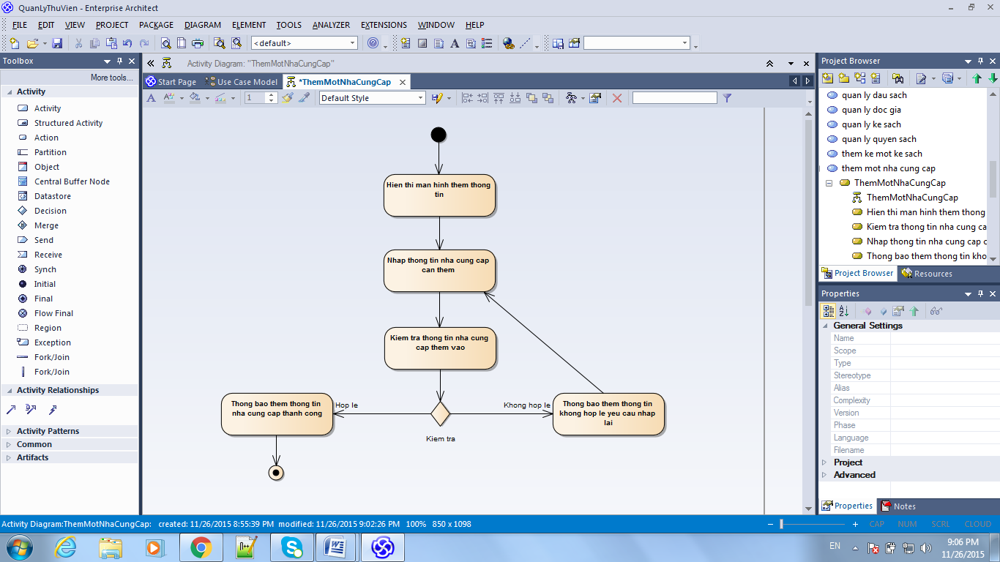 QuanLyThuVien - Enterprise Architect
FILE EDIT VIEW PROJECT PACKAGE DIAGRAM ELEMENT TOOLS ANALYZER EXTENSIONS WINDOW HELP
<default>
Toolbox
More tools...
Activity
Activity
Structured Activity
Action
Partition
Object
Central Buffer Node
Datastore
Decision
Merge
Send
Receive
Synch
Initial
Final
Flow Final
Region
Exception
Fork/Join
Fork/Join
Activity Relationships
Activity Patterns
Common
Artifacts
Activity Diagram: "ThemMotNhaCungCap"
Start Page Use Case Model *ThemMotNhaCungCap
1 Default Style
Hien thi man hinh them thong
tin
Nhap thong tin nha cung cap
can them
Kiem tra thong tin nha cung
cap them vao
Thong bao them thong tin
nha cung cap thanh cong
Hop le
Kiem tra
Khong hop le
Thong bao them thong tin
khong hop le yeu cau nhap
lai
Project Browser
quan ly dau sach
quan ly doc gia
quan ly ke sach
quan ly quyen sach
them ke mot ke sach
them mot nha cung cap
ThemMotNhaCungCap
ThemMotNhaCungCap
Hien thi man hinh them thong
Kiem tra thong tin nha cung ca
Nhap thong tin nha cung cap c
Thong bao them thong tin kho
Project Browser Resources
Properties
General Settings
Name
Scope
Type
Stereotype
Alias
Complexity
Version
Phase
Language
Filename
Project
Advanced
Properties Notes
Activity Diagram:ThemMotNhaCungCap: created: 11/26/2015 8:55:39 PM modified: 11/26/2015 9:02:26 PM 100% 850 x 1098
CAP NUM SCRL CLOUD
EN
9:06 PM
11/26/2015